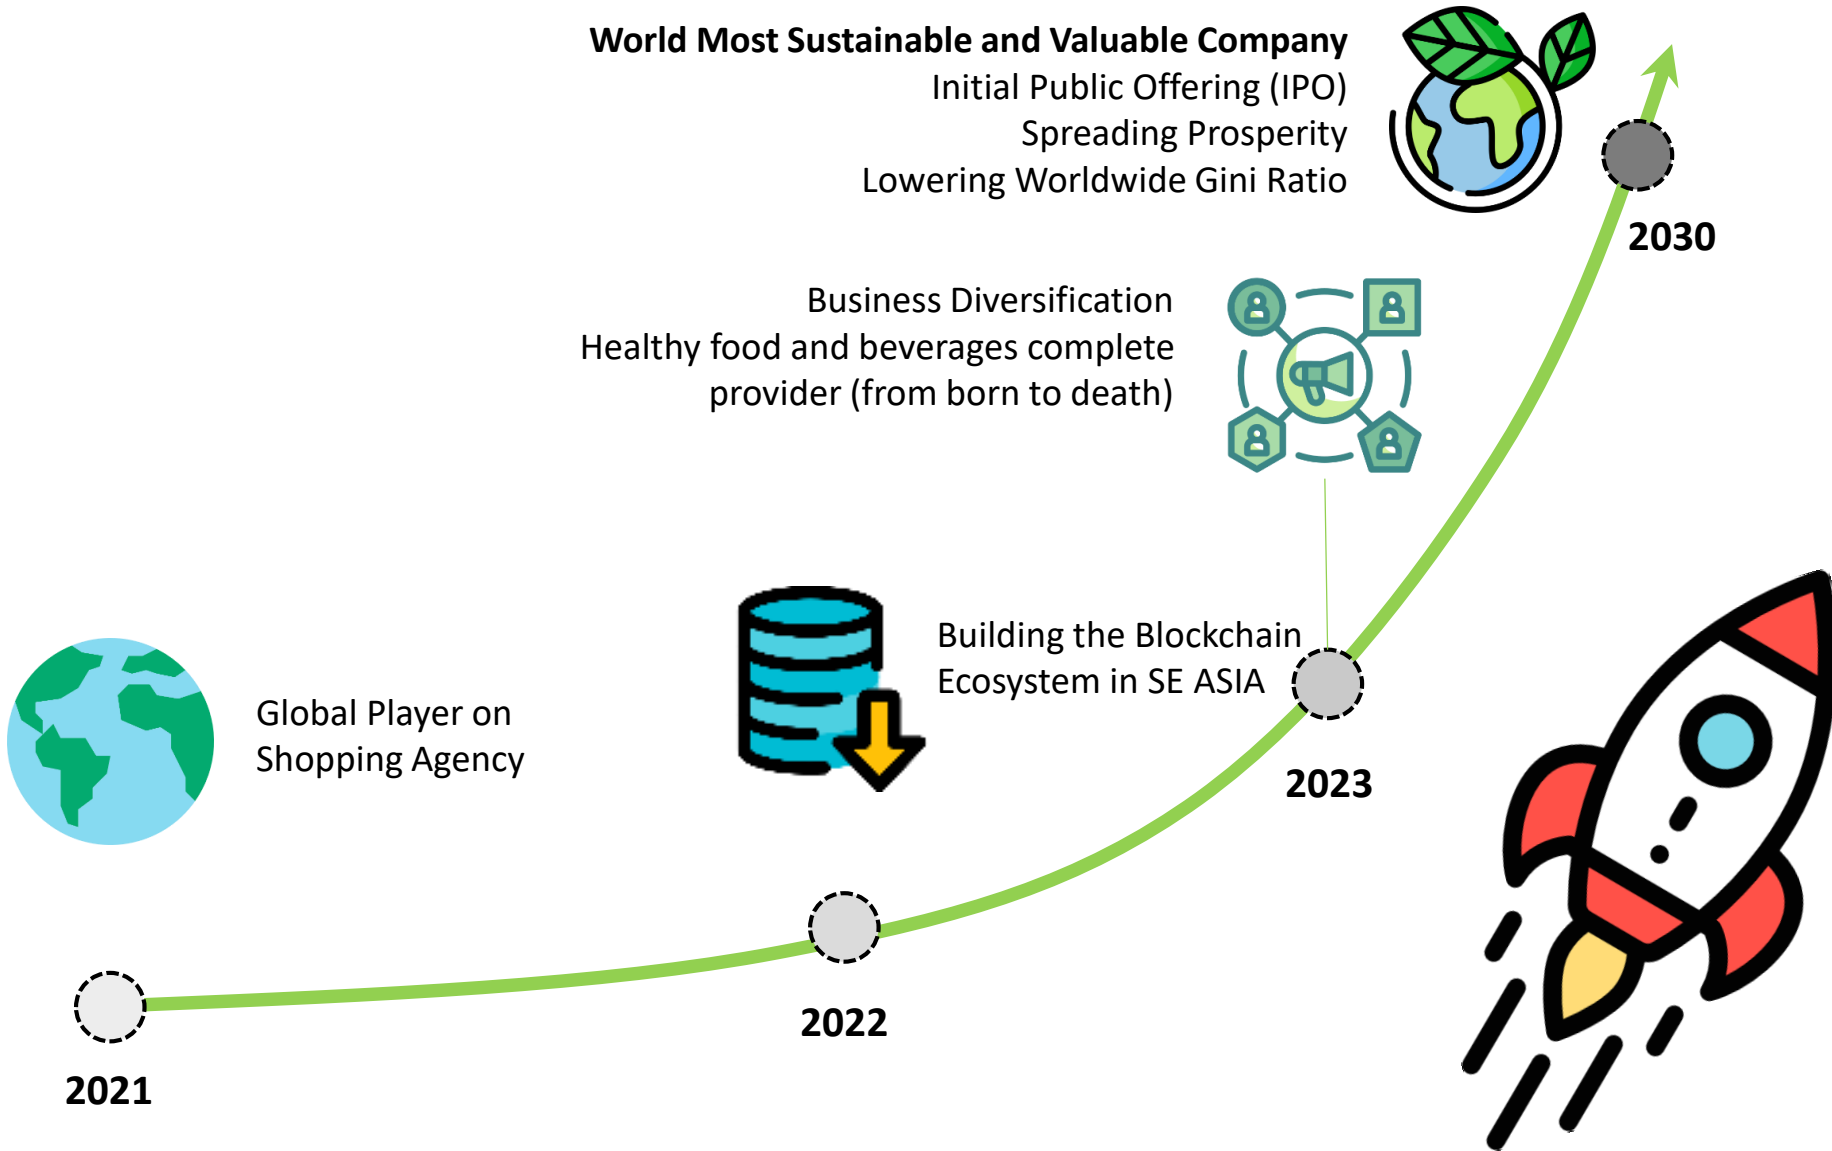 World Most Sustainable and Valuable Company
Initial Public Offering (IPO)
Spreading Prosperity
Lowering Worldwide Gini Ratio
2030
Business Diversification
Healthy food and beverages complete
provider (from born to death)
Building the Blockchain
Ecosystem in SE ASIA
2023
Global Player on
Shopping Agency
2022
2021